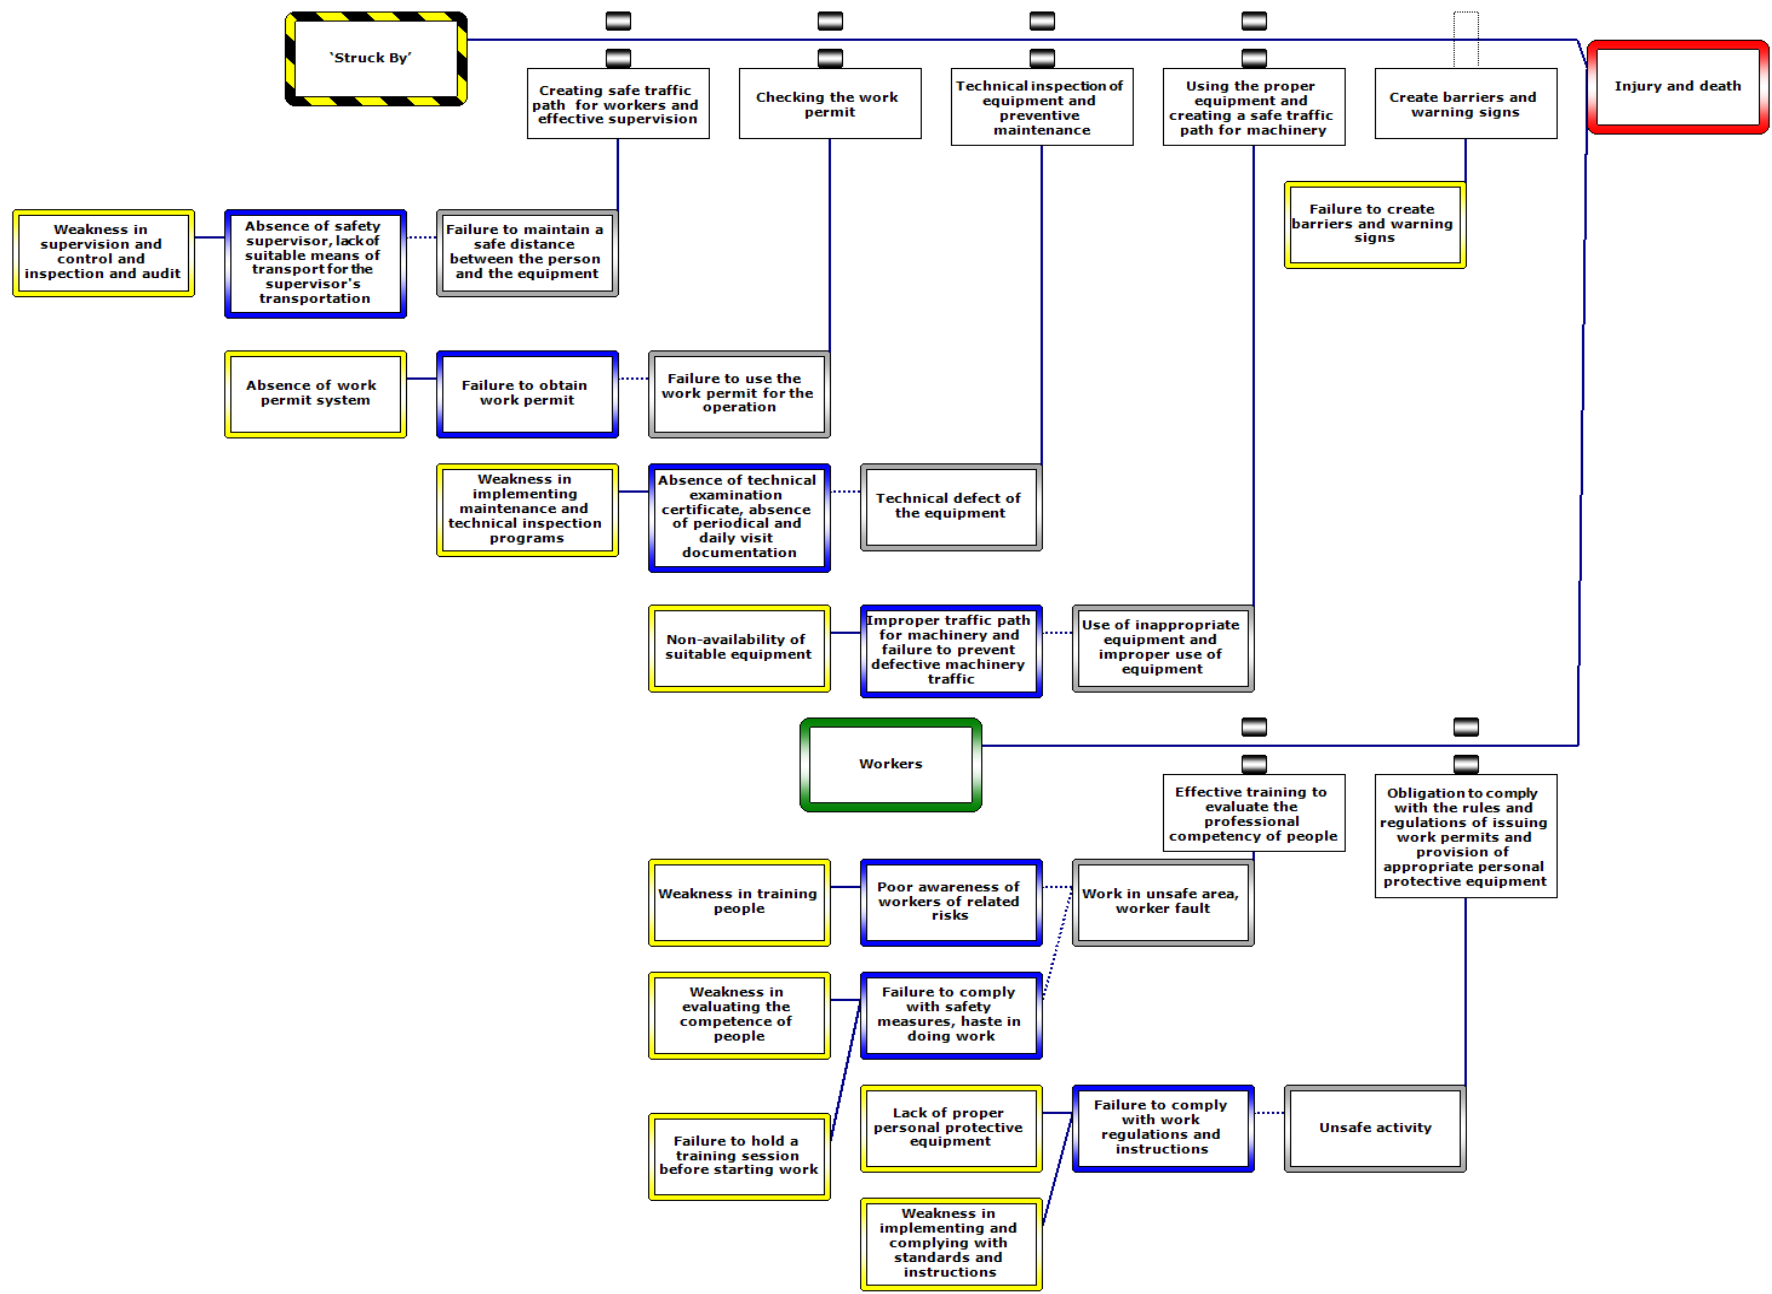 ‘Struck By’
Creating safe traffic
path for workers and
effective supervision
Checking the work
permit
Technical inspection of
equipment and
preventive
maintenance
Using the proper
equipment and
creating a safe traffic
path for machinery
Create barriers and
warning signs
Injury and death
Failure to create
barriers and warning
signs
Weakness in
supervision and
control and
inspection and audit
Absence of safety
supervisor, lack of
suitable means of
transport for the
supervisor's
transportation
Failure to maintain a
safe distance
between the person
and the equipment
Absence of work
permit system
Failure to obtain
work permit
Failure to use the
work permit for the
operation
Weakness in
implementing
maintenance and
technical inspection
programs
Absence of technical
examination
certificate, absence
of periodical and
daily visit
documentation
Technical defect of
the equipment
Non-availability of
suitable equipment
Improper traffic path
for machinery and
failure to prevent
defective machinery
traffic
Use of inappropriate
equipment and
improper use of
equipment
Workers
Effective training to
evaluate the
professional
competency of people
Obligation to comply
with the rules and
regulations of issuing
work permits and
provision of
appropriate personal
protective equipment
Weakness in training
people
Poor awareness of
workers of related
risks
Work in unsafe area,
worker fault
Weakness in
evaluating the
competence of
people
Failure to comply
with safety
measures, haste in
doing work
Failure to hold a
training session
before starting work
Lack of proper
personal protective
equipment
Failure to comply
with work
regulations and
instructions
Unsafe activity
Weakness in
implementing and
complying with
standards and
instructions